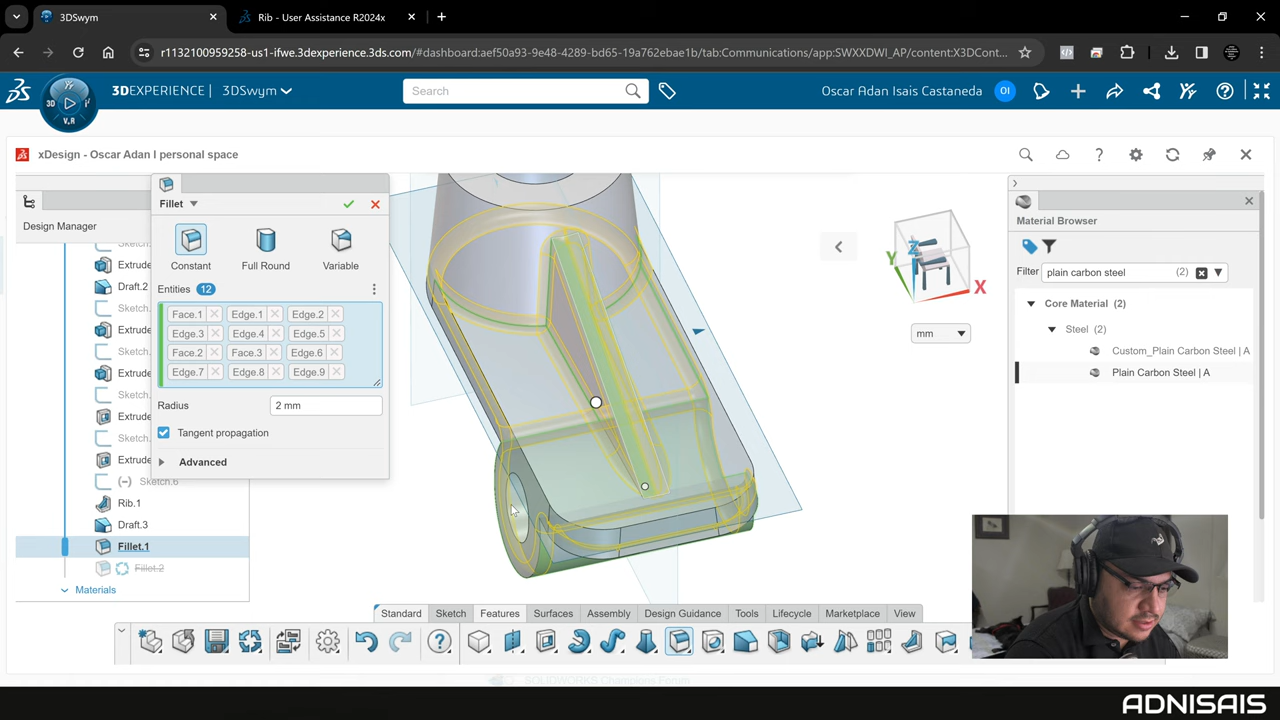 3DSwym
Rib - User Assistance R2024x
r1132100959258-us1-ifwe.3dexperience.3ds.com/#dashboard:aef50a93-9e48-4289-bd65-19a762ebae1b/tab:Communications/app:SWXXDWI_AP/content:X3DCont...
3DEXPERIENCE | 3DSwym
Search
Oscar Adan Isais Castaneda
OI
3D
V.R
xDesign - Oscar Adan I personal space
Design Manager
Extrude
Draft.2
Sketch.
Extrude
Sketch.
Extrude
Sketch.
Extrude
Sketch.
Extrude
(-) Sketch.6
Rib.1
Draft.3
Fillet.1
Fillet.2
Materials
Fillet
Constant
Full Round
Variable
Entities 12
Face.1 Edge.1 Edge.2
Edge.3 Edge.4 Edge.5
Face.2 Face.3 Edge.6
Edge.7 Edge.8 Edge.9
Radius 2 mm
Tangent propagation
Advanced
Z
Y
X
mm
Material Browser
Filter plain carbon steel (2)
Core Material (2)
Steel (2)
Custom_Plain Carbon Steel | A
Plain Carbon Steel | A
Standard Sketch Features Surfaces Assembly Design Guidance Tools Lifecycle Marketplace View
SOLIDWORKS Champions Forum
ADNISAIS